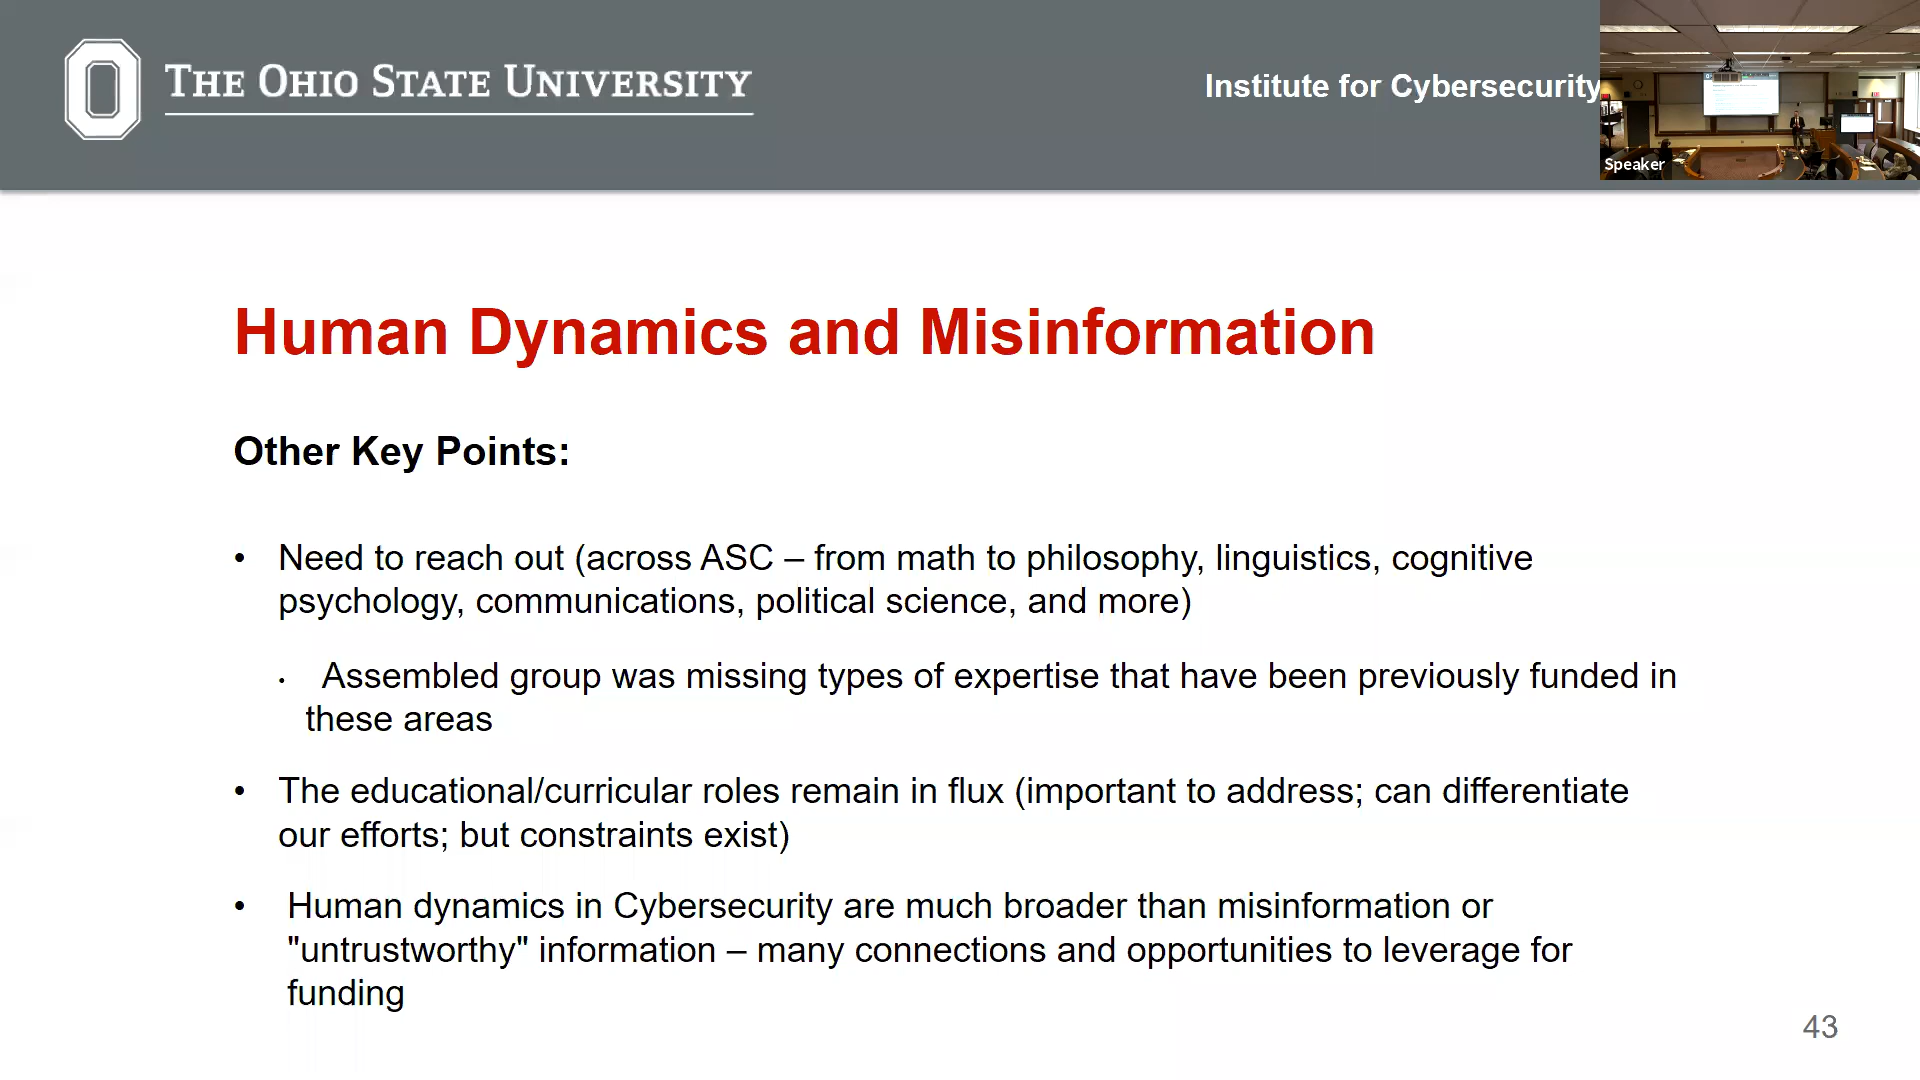 THE OHIO STATE UNIVERSITY
Institute for Cybersecurity
Speaker
Human Dynamics and Misinformation
Other Key Points:
• Need to reach out (across ASC – from math to philosophy, linguistics, cognitive
psychology, communications, political science, and more)
• Assembled group was missing types of expertise that have been previously funded in
these areas
• The educational/curricular roles remain in flux (important to address; can differentiate
our efforts; but constraints exist)
• Human dynamics in Cybersecurity are much broader than misinformation or
"untrustworthy" information – many connections and opportunities to leverage for
funding
43